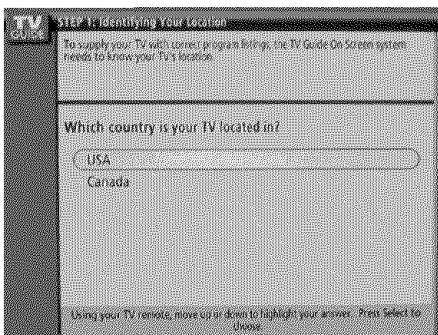 TV
GUIDE
STEP 1: Identifying Your Location
To supply your TV with correct program listings, the TV Guide On Screen system
needs to know your TV's location.
Which country is your TV located in?
USA
Canada
Using your TV remote, move up or down to highlight your answer. Press Select to
choose.